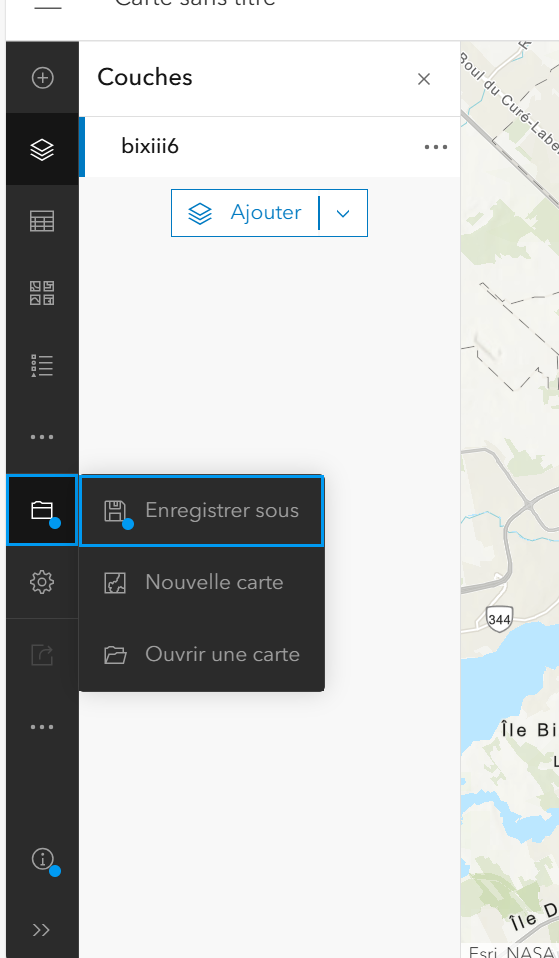 Carte sans titre
Couches
bixiii6
Ajouter
Enregistrer sous
Nouvelle carte
Ouvrir une carte
Boul du Curé-Labe
344
Île Bi
L
Île D
Esri, NASA